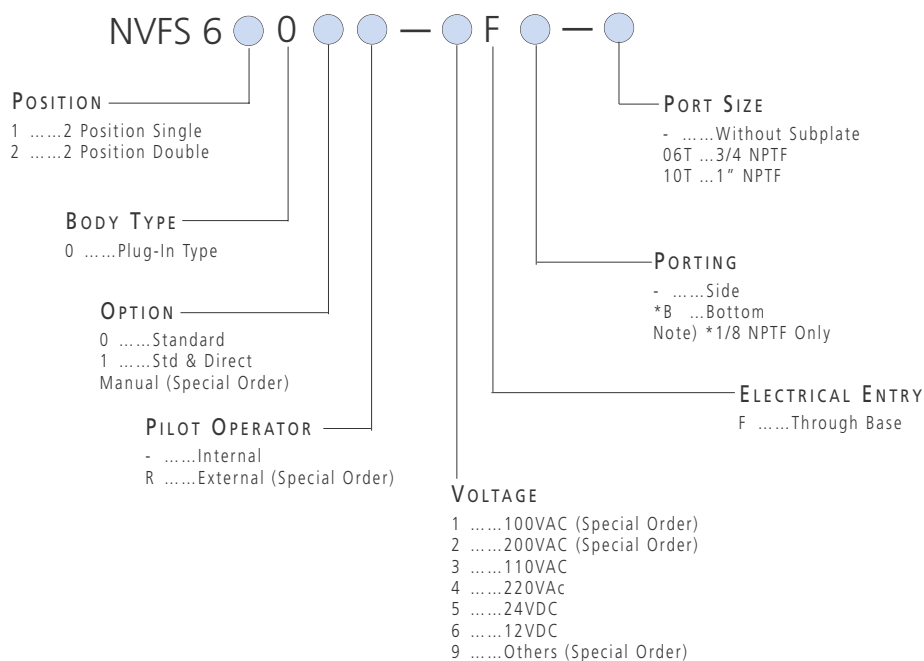 NVFS 6 0 — F —
POSITION
1 ......2 Position Single
2 ......2 Position Double
BODY TYPE
0 ......Plug-In Type
OPTION
0 ......Standard
1 ......Std & Direct
Manual (Special Order)
PILOT OPERATOR
- ......Internal
R ......External (Special Order)
VOLTAGE
1 ......100VAC (Special Order)
2 ......200VAC (Special Order)
3 ......110VAC
4 ......220VAc
5 ......24VDC
6 ......12VDC
9 ......Others (Special Order)
PORT SIZE
- ......Without Subplate
06T ...3/4 NPTF
10T ...1” NPTF
PORTING
- ......Side
*B ...Bottom
Note) *1/8 NPTF Only
ELECTRICAL ENTRY
F ......Through Base